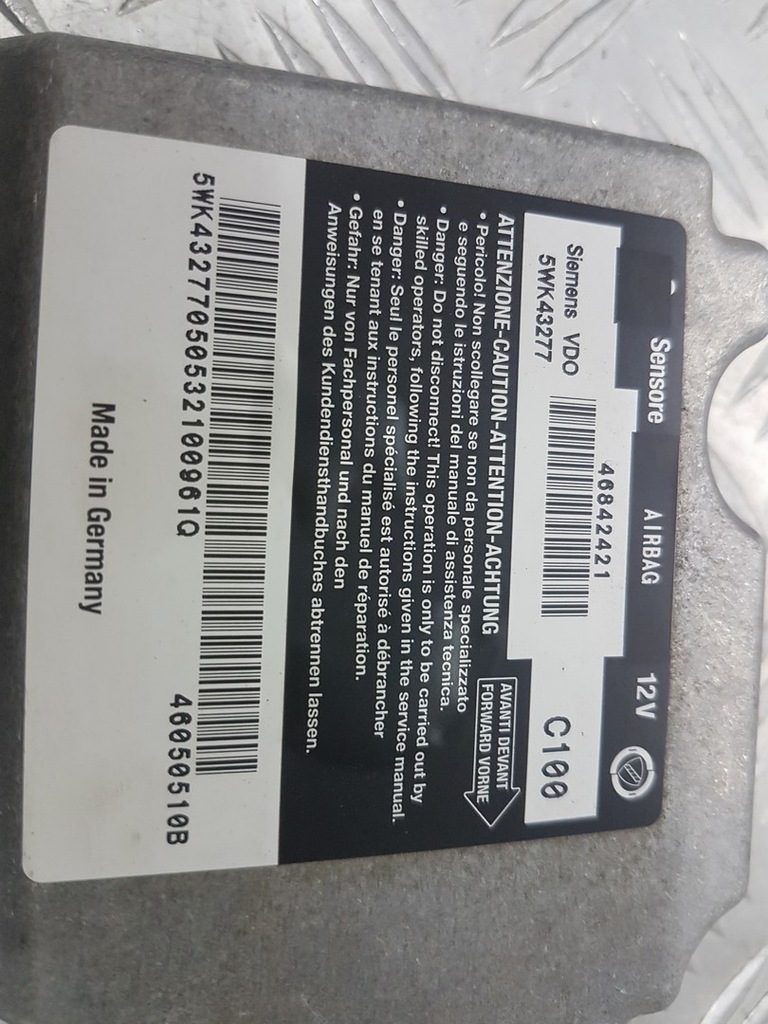 Sensore AIRBAG 12V
Siemens VDO
5WK43277
46842421
C100
ATTENZIONE-CAUTION-ATTENTION-ACHTUNG
• Pericolo! Non scollegare se non da personale specializzato
e seguendo le istruzioni del manuale di assistenza tecnica.
• Danger: Do not disconnect! This operation is only to be carried out by
skilled operators, following the instructions given in the service manual.
• Danger: Seul le personel spécialisé est autorisé à débrancher
en se tenant aux instructions du manuel de réparation.
• Gefahr: Nur von Fachpersonal und nach den
Anweisungen des Kundendiensthandbuches abtrennen lassen.
AVANTI DEVANT
FORWARD VORNE
5WK43277050532100961Q
46050510B
Made in Germany